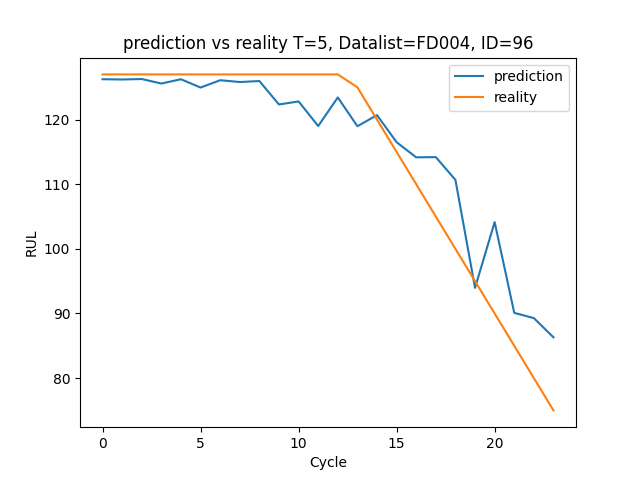 prediction vs reality T=5, Datalist=FD004, ID=96
prediction
reality
120
110
100
90
80
RUL
0 5 10 15 20
Cycle